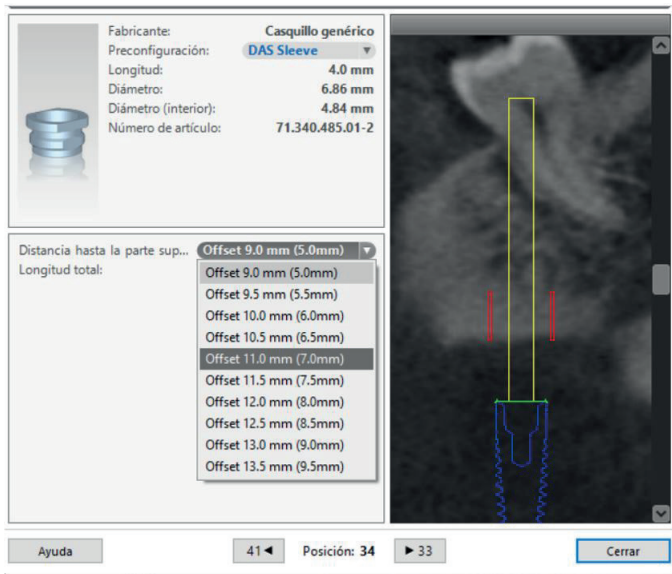 Fabricante: Casquillo genérico
Preconfiguración: DAS Sleeve
Longitud: 4.0 mm
Diámetro: 6.86 mm
Diámetro (interior): 4.84 mm
Número de artículo: 71.340.485.01-2
Distancia hasta la parte sup... Offset 9.0 mm (5.0mm)
Longitud total:
Offset 9.0 mm (5.0mm)
Offset 9.5 mm (5.5mm)
Offset 10.0 mm (6.0mm)
Offset 10.5 mm (6.5mm)
Offset 11.0 mm (7.0mm)
Offset 11.5 mm (7.5mm)
Offset 12.0 mm (8.0mm)
Offset 12.5 mm (8.5mm)
Offset 13.0 mm (9.0mm)
Offset 13.5 mm (9.5mm)
Ayuda 41 Posición: 34 33 Cerrar